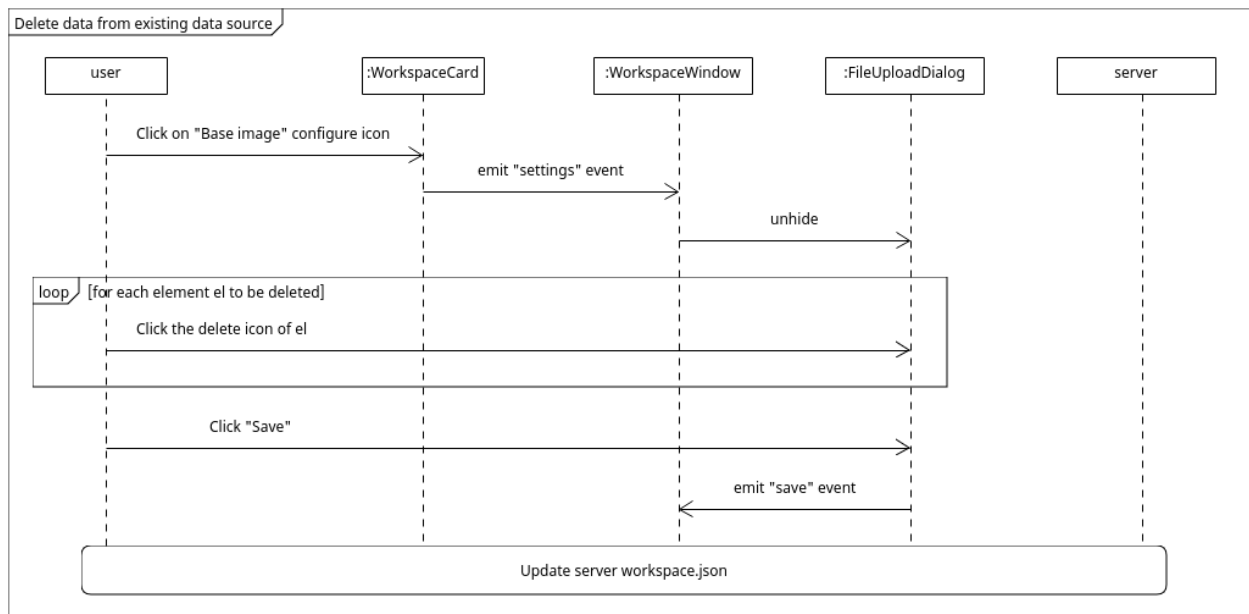 Delete data from existing data source
user
:WorkspaceCard
:WorkspaceWindow
:FileUploadDialog
server
Click on "Base image" configure icon
emit "settings" event
unhide
loop [for each element el to be deleted]
Click the delete icon of el
Click "Save"
emit "save" event
Update server workspace.json